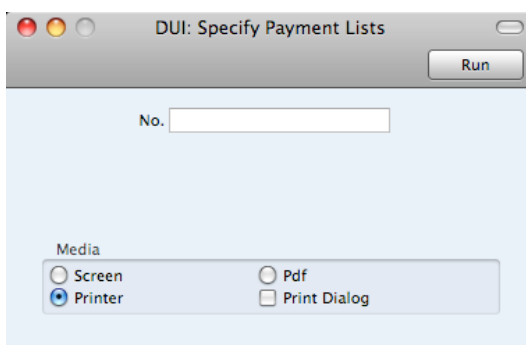 DUI: Specify Payment Lists
Run
No.
Media
Screen Pdf
Printer Print Dialog